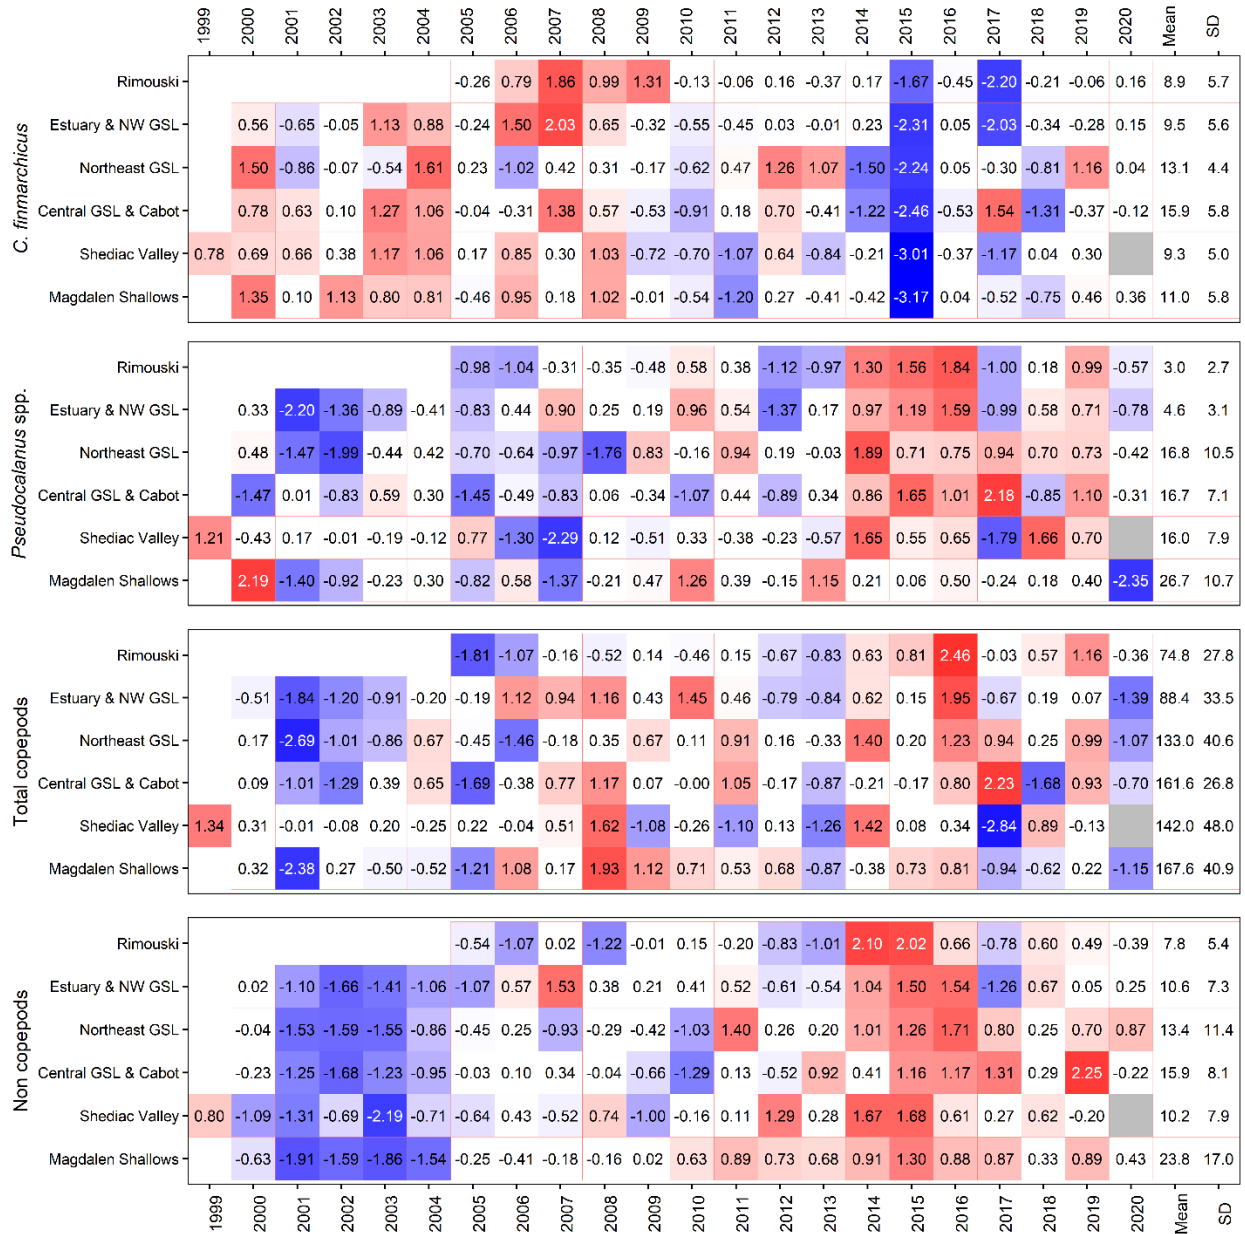 1999 2000 2001 2002 2003 2004 2005 2006 2007 2008 2009 2010 2011 2012 2013 2014 2015 2016 2017 2018 2019 2020 Mean SD
C. finmarchicus
Rimouski -0.26 0.79 1.86 0.99 1.31 -0.13 -0.06 0.16 -0.37 0.17 -1.67 -0.45 -2.20 -0.21 -0.06 0.16 8.9 5.7
Estuary & NW GSL 0.56 -0.65 -0.05 1.13 0.88 -0.24 1.50 2.03 0.65 -0.32 -0.55 -0.45 0.03 -0.01 0.23 -2.31 0.05 -2.03 -0.34 -0.28 0.15 9.5 5.6
Northeast GSL 1.50 -0.86 -0.07 -0.54 1.61 0.23 -1.02 0.42 0.31 -0.17 -0.62 0.47 1.26 1.07 -1.50 -2.24 0.05 -0.30 -0.81 1.16 0.04 13.1 4.4
Central GSL & Cabot 0.78 0.63 0.10 1.27 1.06 -0.04 -0.31 1.38 0.57 -0.53 -0.91 0.18 0.70 -0.41 -1.22 -2.46 -0.53 1.54 -1.31 -0.37 -0.12 15.9 5.8
Shediac Valley 0.78 0.69 0.66 0.38 1.17 1.06 0.17 0.85 0.30 1.03 -0.72 -0.70 -1.07 0.64 -0.84 -0.21 -3.01 -0.37 -1.17 0.04 0.30 9.3 5.0
Magdalen Shallows 1.35 0.10 1.13 0.80 0.81 -0.46 0.95 0.18 1.02 -0.01 -0.54 -1.20 0.27 -0.41 -0.42 -3.17 0.04 -0.52 -0.75 0.46 0.36 11.0 5.8
Pseudocalanus spp.
Rimouski -0.98 -1.04 -0.31 -0.35 -0.48 0.58 0.38 -1.12 -0.97 1.30 1.56 1.84 -1.00 0.18 0.99 -0.57 3.0 2.7
Estuary & NW GSL 0.33 -2.20 -1.36 -0.89 -0.41 -0.83 0.44 0.90 0.25 0.19 0.96 0.54 -1.37 0.17 0.97 1.19 1.59 -0.99 0.58 0.71 -0.78 4.6 3.1
Northeast GSL 0.48 -1.47 -1.99 -0.44 0.42 -0.70 -0.64 -0.97 -1.76 0.83 -0.16 0.94 0.19 -0.03 1.89 0.71 0.75 0.94 0.70 0.73 -0.42 16.8 10.5
Central GSL & Cabot -1.47 0.01 -0.83 0.59 0.30 -1.45 -0.49 -0.83 0.06 -0.34 -1.07 0.44 -0.89 0.34 0.86 1.65 1.01 2.18 -0.85 1.10 -0.31 16.7 7.1
Shediac Valley 1.21 -0.43 0.17 -0.01 -0.19 -0.12 0.77 -1.30 -2.29 0.12 -0.51 0.33 -0.38 -0.23 -0.57 1.65 0.55 0.65 -1.79 1.66 0.70 16.0 7.9
Magdalen Shallows 2.19 -1.40 -0.92 -0.23 0.30 -0.82 0.58 -1.37 -0.21 0.47 1.26 0.39 -0.15 1.15 0.21 0.06 0.50 -0.24 0.18 0.40 -2.35 26.7 10.7
Total copepods
Rimouski -1.81 -1.07 -0.16 -0.52 0.14 -0.46 0.15 -0.67 -0.83 0.63 0.81 2.46 -0.03 0.57 1.16 -0.36 74.8 27.8
Estuary & NW GSL -0.51 -1.84 -1.20 -0.91 -0.20 -0.19 1.12 0.94 1.16 0.43 1.45 0.46 -0.79 -0.84 0.62 0.15 1.95 -0.67 0.19 0.07 -1.39 88.4 33.5
Northeast GSL 0.17 -2.69 -1.01 -0.86 0.67 -0.45 -1.46 -0.18 0.35 0.67 0.11 0.91 0.16 -0.33 1.40 0.20 1.23 0.94 0.25 0.99 -1.07 133.0 40.6
Central GSL & Cabot 0.09 -1.01 -1.29 0.39 0.65 -1.69 -0.38 0.77 1.17 0.07 -0.00 1.05 -0.17 -0.87 -0.21 -0.17 0.80 2.23 -1.68 0.93 -0.70 161.6 26.8
Shediac Valley 1.34 0.31 -0.01 -0.08 0.20 -0.25 0.22 -0.04 0.51 1.62 -1.08 -0.26 -1.10 0.13 -1.26 1.42 0.08 0.34 -2.84 0.89 -0.13 142.0 48.0
Magdalen Shallows 0.32 -2.38 0.27 -0.50 -0.52 -1.21 1.08 0.17 1.93 1.12 0.71 0.53 0.68 -0.87 -0.38 0.73 0.81 -0.94 -0.62 0.22 -1.15 167.6 40.9
Non copepods
Rimouski -0.54 -1.07 0.02 -1.22 -0.01 0.15 -0.20 -0.83 -1.01 2.10 2.02 0.66 -0.78 0.60 0.49 -0.39 7.8 5.4
Estuary & NW GSL 0.02 -1.10 -1.66 -1.41 -1.06 -1.07 0.57 1.53 0.38 0.21 0.41 0.52 -0.61 -0.54 1.04 1.50 1.54 -1.26 0.67 0.05 0.25 10.6 7.3
Northeast GSL -0.04 -1.53 -1.59 -1.55 -0.86 -0.45 0.25 -0.93 -0.29 -0.42 -1.03 1.40 0.26 0.20 1.01 1.26 1.71 0.80 0.25 0.70 0.87 13.4 11.4
Central GSL & Cabot -0.23 -1.25 -1.68 -1.23 -0.95 -0.03 0.10 0.34 -0.04 -0.66 -1.29 0.13 -0.52 0.92 0.41 1.16 1.17 1.31 0.29 2.25 -0.22 15.9 8.1
Shediac Valley 0.80 -1.09 -1.31 -0.69 -2.19 -0.71 -0.64 0.43 -0.52 0.74 -1.00 -0.16 0.11 1.29 0.28 1.67 1.68 0.61 0.27 0.62 -0.20 10.2 7.9
Magdalen Shallows -0.63 -1.91 -1.59 -1.86 -1.54 -0.25 -0.41 -0.18 -0.16 0.02 0.63 0.89 0.73 0.68 0.91 1.30 0.88 0.87 0.33 0.89 0.43 23.8 17.0
1999 2000 2001 2002 2003 2004 2005 2006 2007 2008 2009 2010 2011 2012 2013 2014 2015 2016 2017 2018 2019 2020 Mean SD